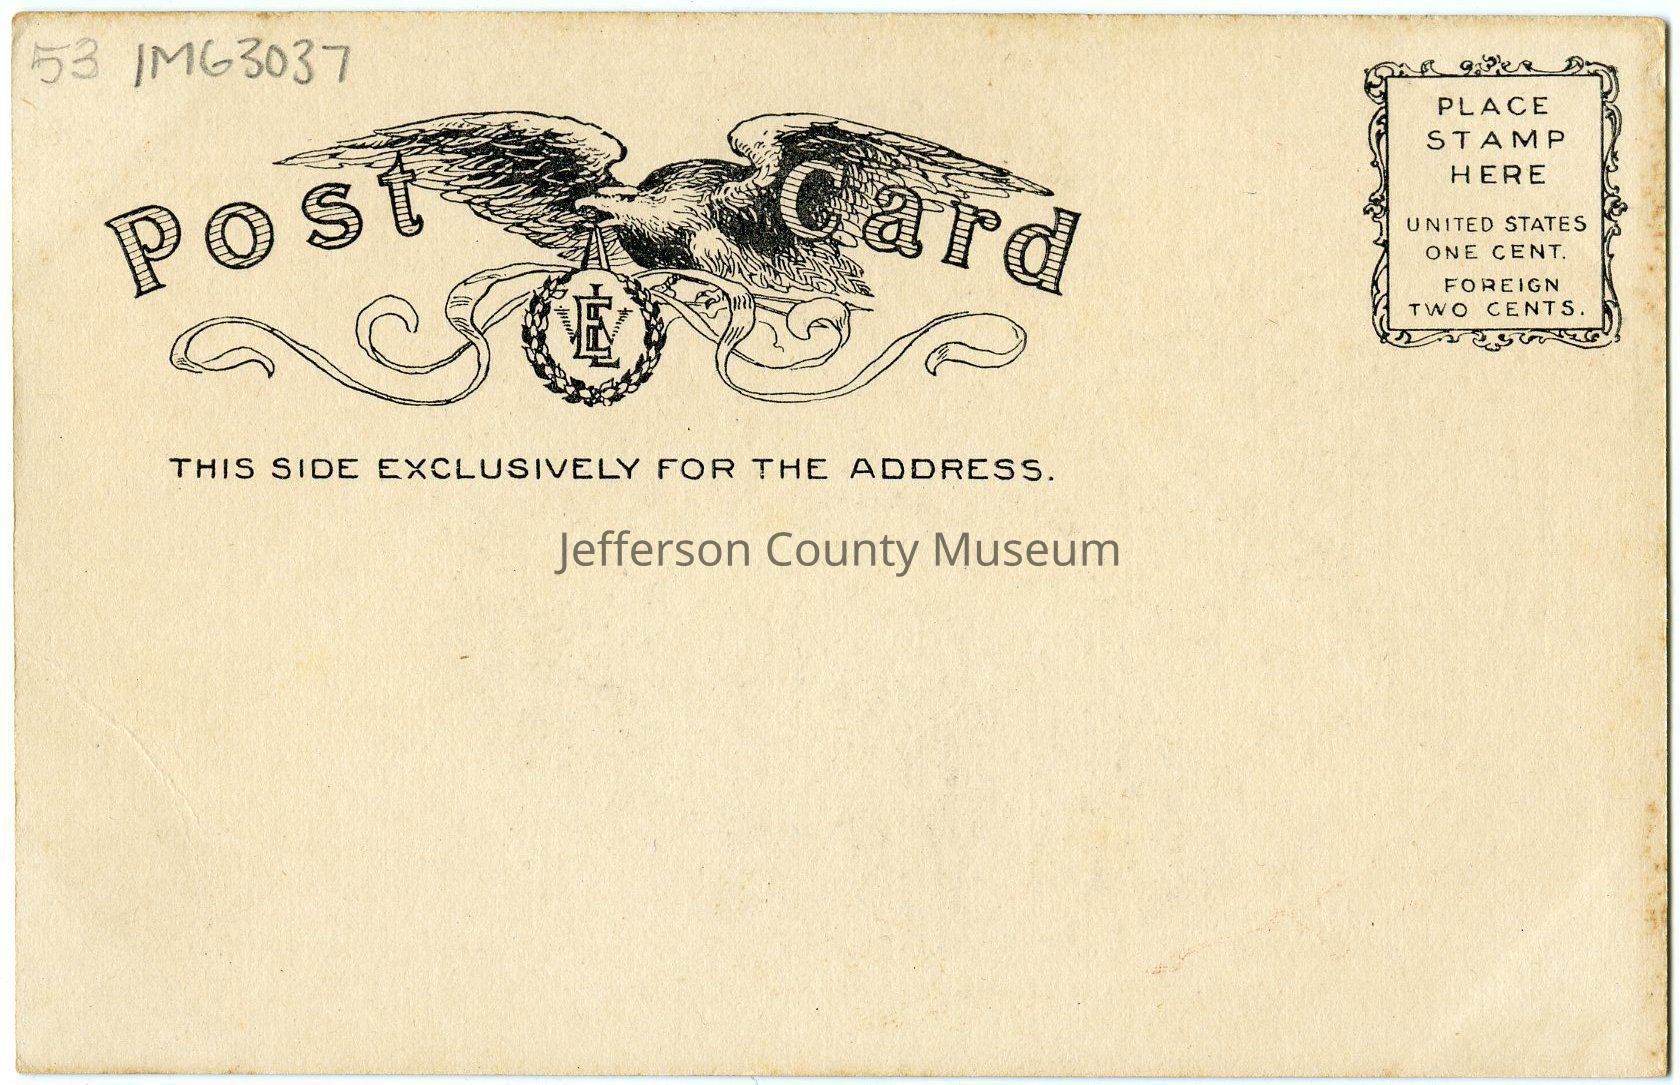 53 IMG3037
Post Card
PLACE
STAMP
HERE
UNITED STATES
ONE CENT.
FOREIGN
TWO CENTS.
THIS SIDE EXCLUSIVELY FOR THE ADDRESS.
Jefferson County Museum